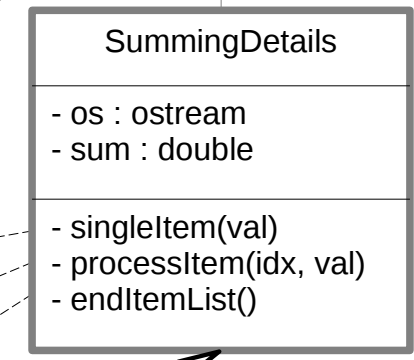 SummingDetails
- os : ostream
- sum : double
- singleItem(val)
- processItem(idx, val)
- endItemList()